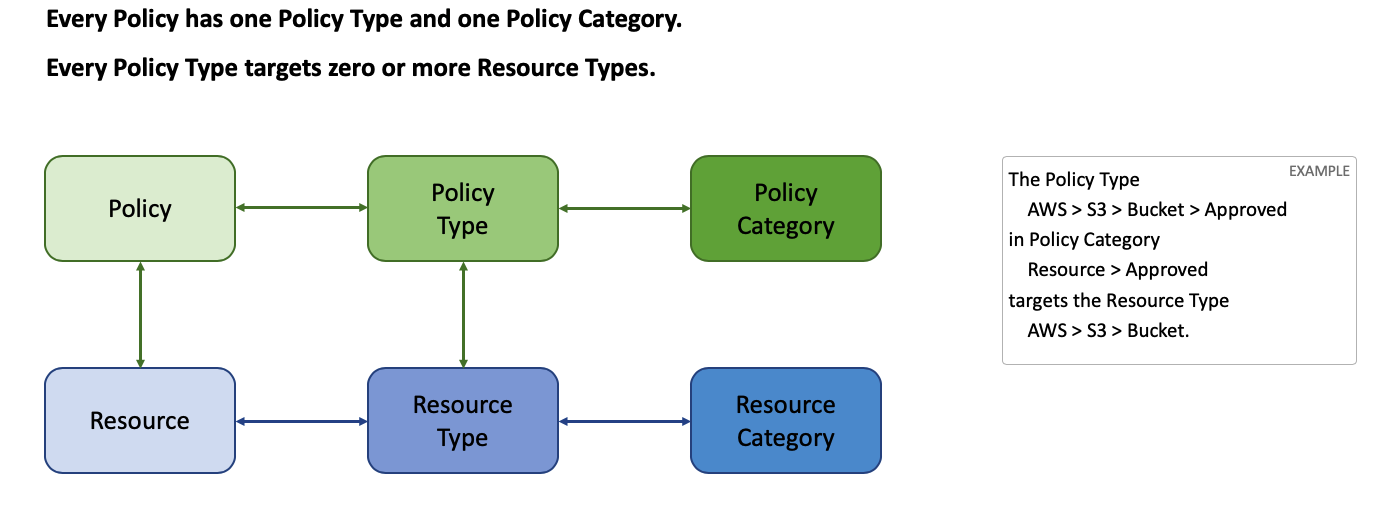 Every Policy has one Policy Type and one Policy Category.
Every Policy Type targets zero or more Resource Types.
Policy
Policy
Type
Policy
Category
Resource
Resource
Type
Resource
Category
EXAMPLE
The Policy Type
AWS > S3 > Bucket > Approved
in Policy Category
Resource > Approved
targets the Resource Type
AWS > S3 > Bucket.